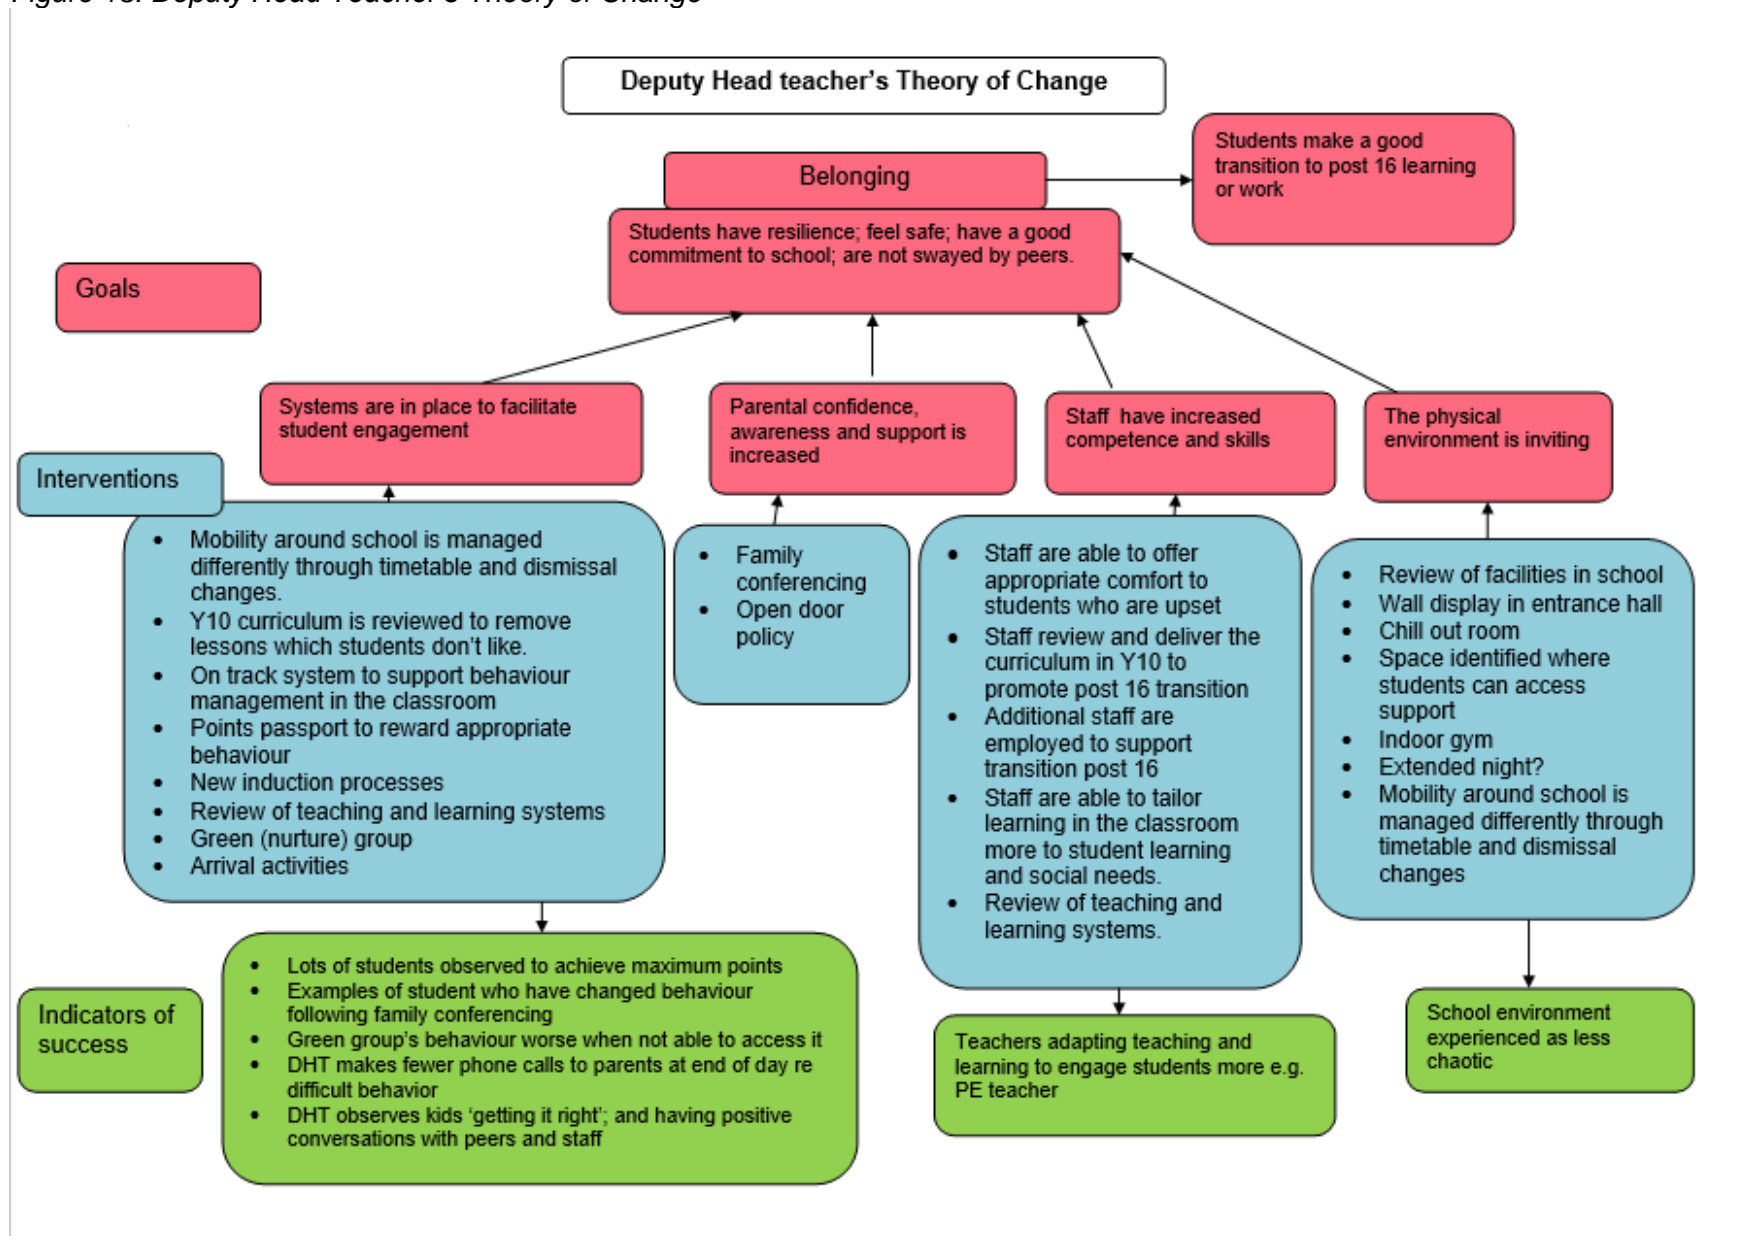 Figure 18: Deputy Head Teacher's Theory of Change
Deputy Head teacher's Theory of Change
Students make a good
transition to post 16 learning
or work
Belonging
Students have resilience; feel safe; have a good
commitment to school; are not swayed by peers.
Goals
Systems are in place to facilitate
student engagement
Parental confidence,
awareness and support is
increased
Staff have increased
competence and skills
The physical
environment is inviting
Interventions
• Mobility around school is managed
differently through timetable and dismissal
changes.
• Y10 curriculum is reviewed to remove
lessons which students don't like.
• On track system to support behaviour
management in the classroom
• Points passport to reward appropriate
behaviour
• New induction processes
• Review of teaching and learning systems
• Green (nurture) group
• Arrival activities
• Family
conferencing
• Open door
policy
• Staff are able to offer
appropriate comfort to
students who are upset
• Staff review and deliver the
curriculum in Y10 to
promote post 16 transition
• Additional staff are
employed to support
transition post 16
• Staff are able to tailor
learning in the classroom
more to student learning
and social needs.
• Review of teaching and
learning systems.
• Review of facilities in school
• Wall display in entrance hall
• Chill out room
• Space identified where
students can access
support
• Indoor gym
• Extended night?
• Mobility around school is
managed differently through
timetable and dismissal
changes
Indicators of
success
• Lots of students observed to achieve maximum points
• Examples of student who have changed behaviour
following family conferencing
• Green group's behaviour worse when not able to access it
• DHT makes fewer phone calls to parents at end of day re
difficult behavior
• DHT observes kids 'getting it right'; and having positive
conversations with peers and staff
Teachers adapting teaching and
learning to engage students more e.g.
PE teacher
School environment
experienced as less
chaotic